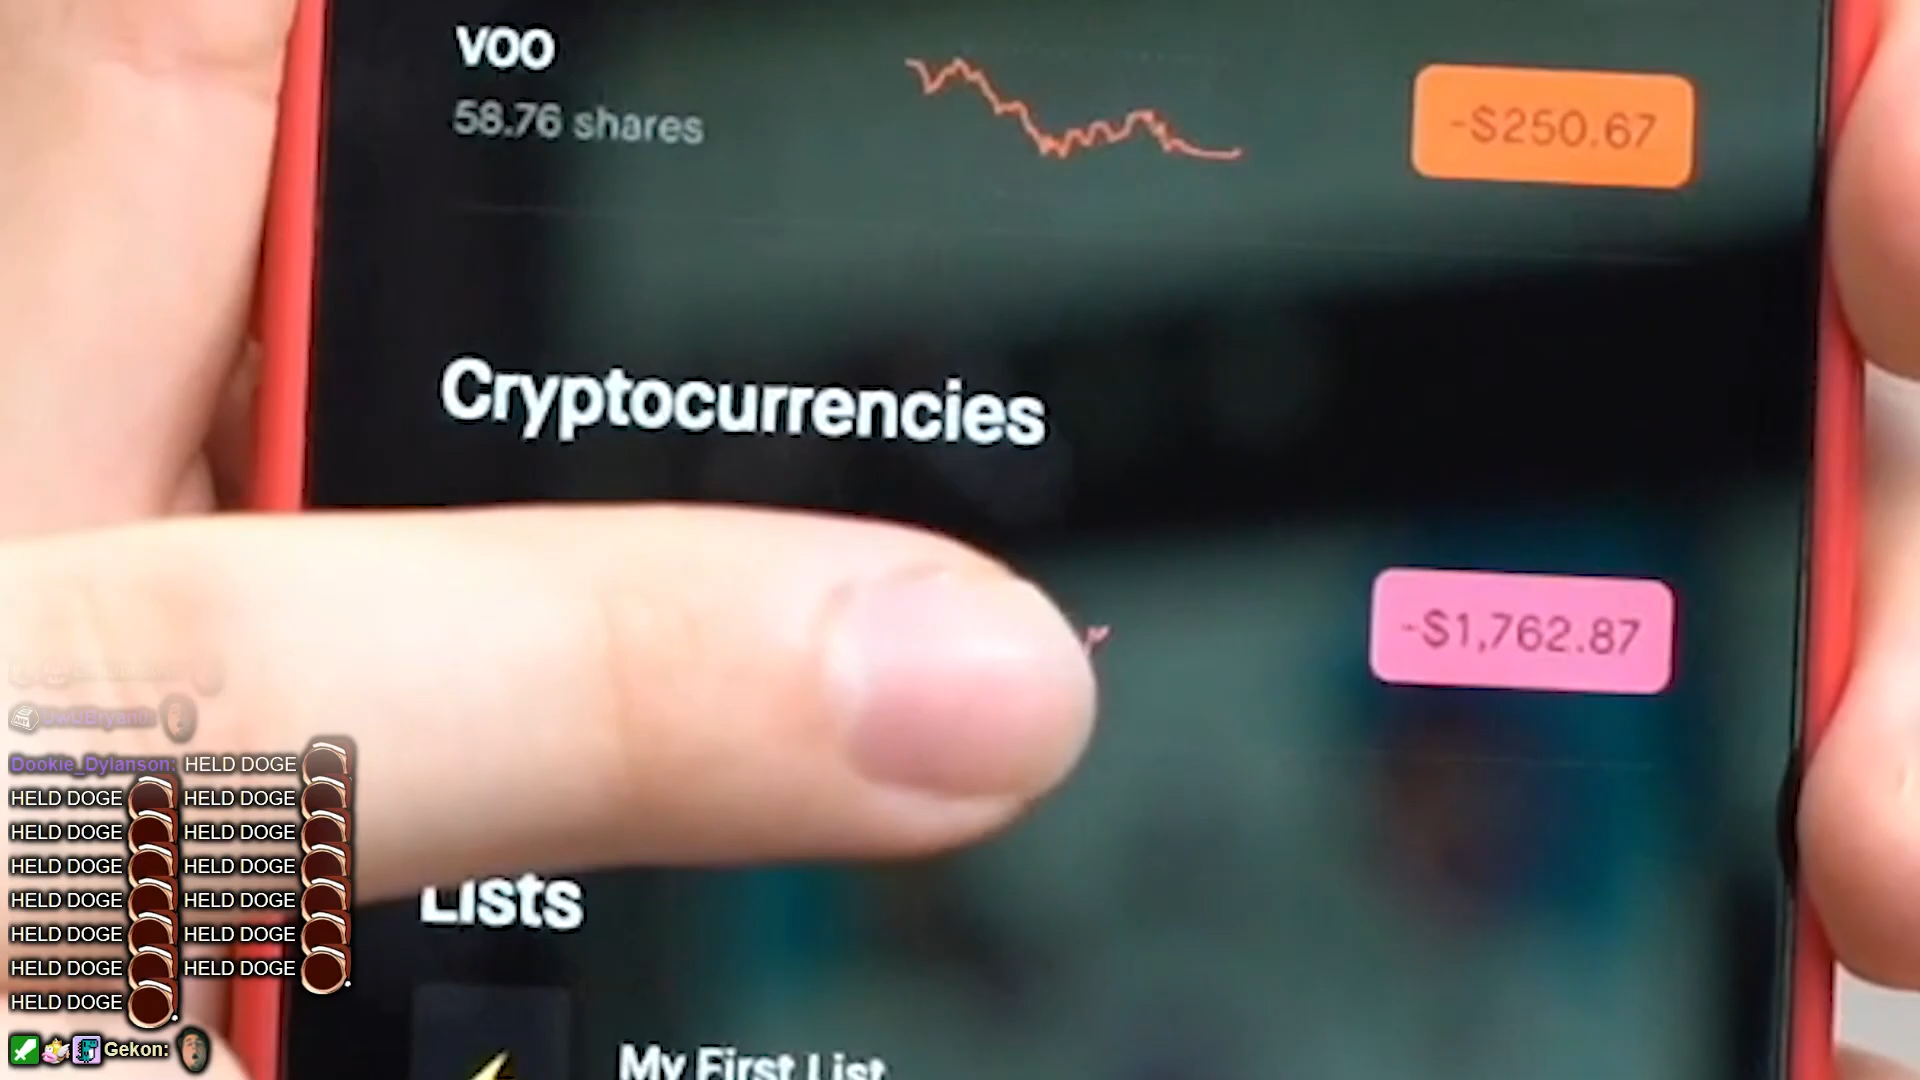 VOO
58.76 shares
-$250.67
Cryptocurrencies
-$1,762.87
UwUBryan0:
Dookie_Dylanson: HELD DOGE
HELD DOGE HELD DOGE
HELD DOGE HELD DOGE
HELD DOGE HELD DOGE
HELD DOGE HELD DOGE
HELD DOGE HELD DOGE
HELD DOGE HELD DOGE
HELD DOGE
Gekon:
Lists
My First List